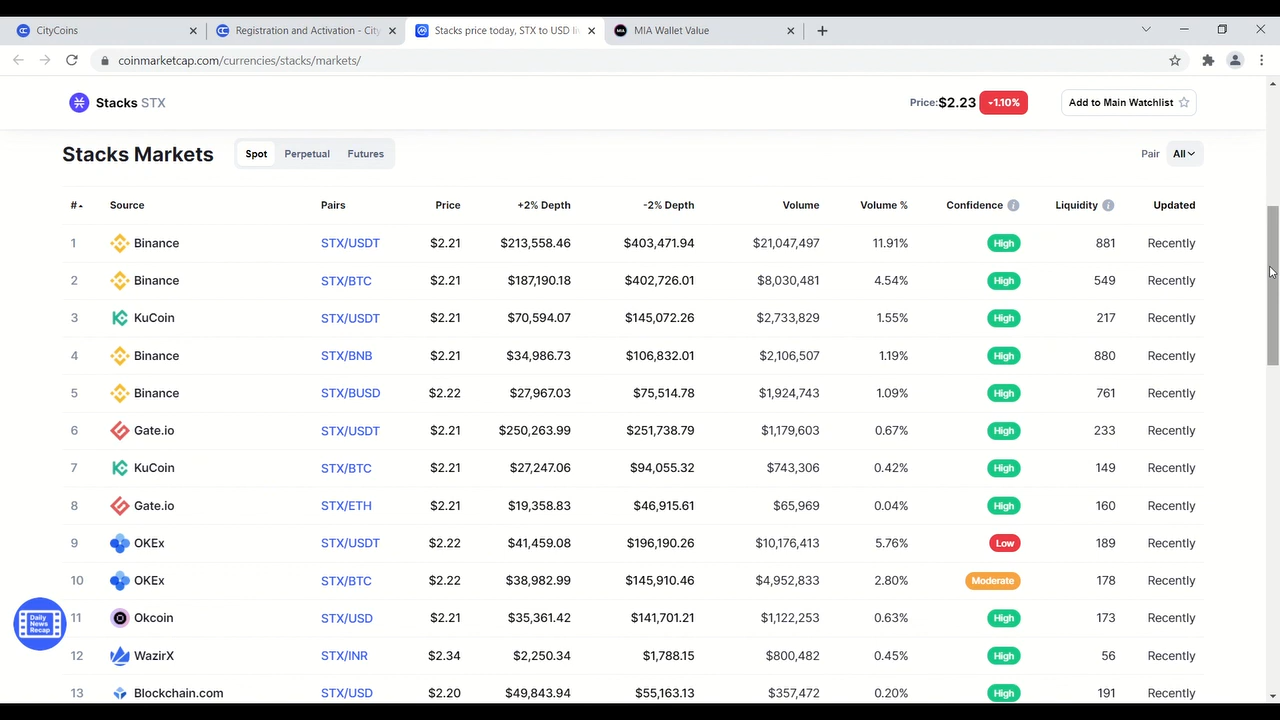 CityCoins
Registration and Activation - City
Stacks price today, STX to USD li
MIA Wallet Value
coinmarketcap.com/currencies/stacks/markets/
Stacks STX
Price: $2.23 -1.10%
Add to Main Watchlist
Stacks Markets
Spot Perpetual Futures
Pair All
# Source Pairs Price +2% Depth -2% Depth Volume Volume % Confidence Liquidity Updated
1 Binance STX/USDT $2.21 $213,558.46 $403,471.94 $21,047,497 11.91% High 881 Recently
2 Binance STX/BTC $2.21 $187,190.18 $402,726.01 $8,030,481 4.54% High 549 Recently
3 KuCoin STX/USDT $2.21 $70,594.07 $145,072.26 $2,733,829 1.55% High 217 Recently
4 Binance STX/BNB $2.21 $34,986.73 $106,832.01 $2,106,507 1.19% High 880 Recently
5 Binance STX/BUSD $2.22 $27,967.03 $75,514.78 $1,924,743 1.09% High 761 Recently
6 Gate.io STX/USDT $2.21 $250,263.99 $251,738.79 $1,179,603 0.67% High 233 Recently
7 KuCoin STX/BTC $2.21 $27,247.06 $94,055.32 $743,306 0.42% High 149 Recently
8 Gate.io STX/ETH $2.21 $19,358.83 $46,915.61 $65,969 0.04% High 160 Recently
9 OKEx STX/USDT $2.22 $41,459.08 $196,190.26 $10,176,413 5.76% Low 189 Recently
10 OKEx STX/BTC $2.22 $38,982.99 $145,910.46 $4,952,833 2.80% Moderate 178 Recently
11 Okcoin STX/USD $2.21 $35,361.42 $141,701.21 $1,122,253 0.63% High 173 Recently
12 WazirX STX/INR $2.34 $2,250.34 $1,788.15 $800,482 0.45% High 56 Recently
13 Blockchain.com STX/USD $2.20 $49,843.94 $55,163.13 $357,472 0.20% High 191 Recently
Daily
News
Recap